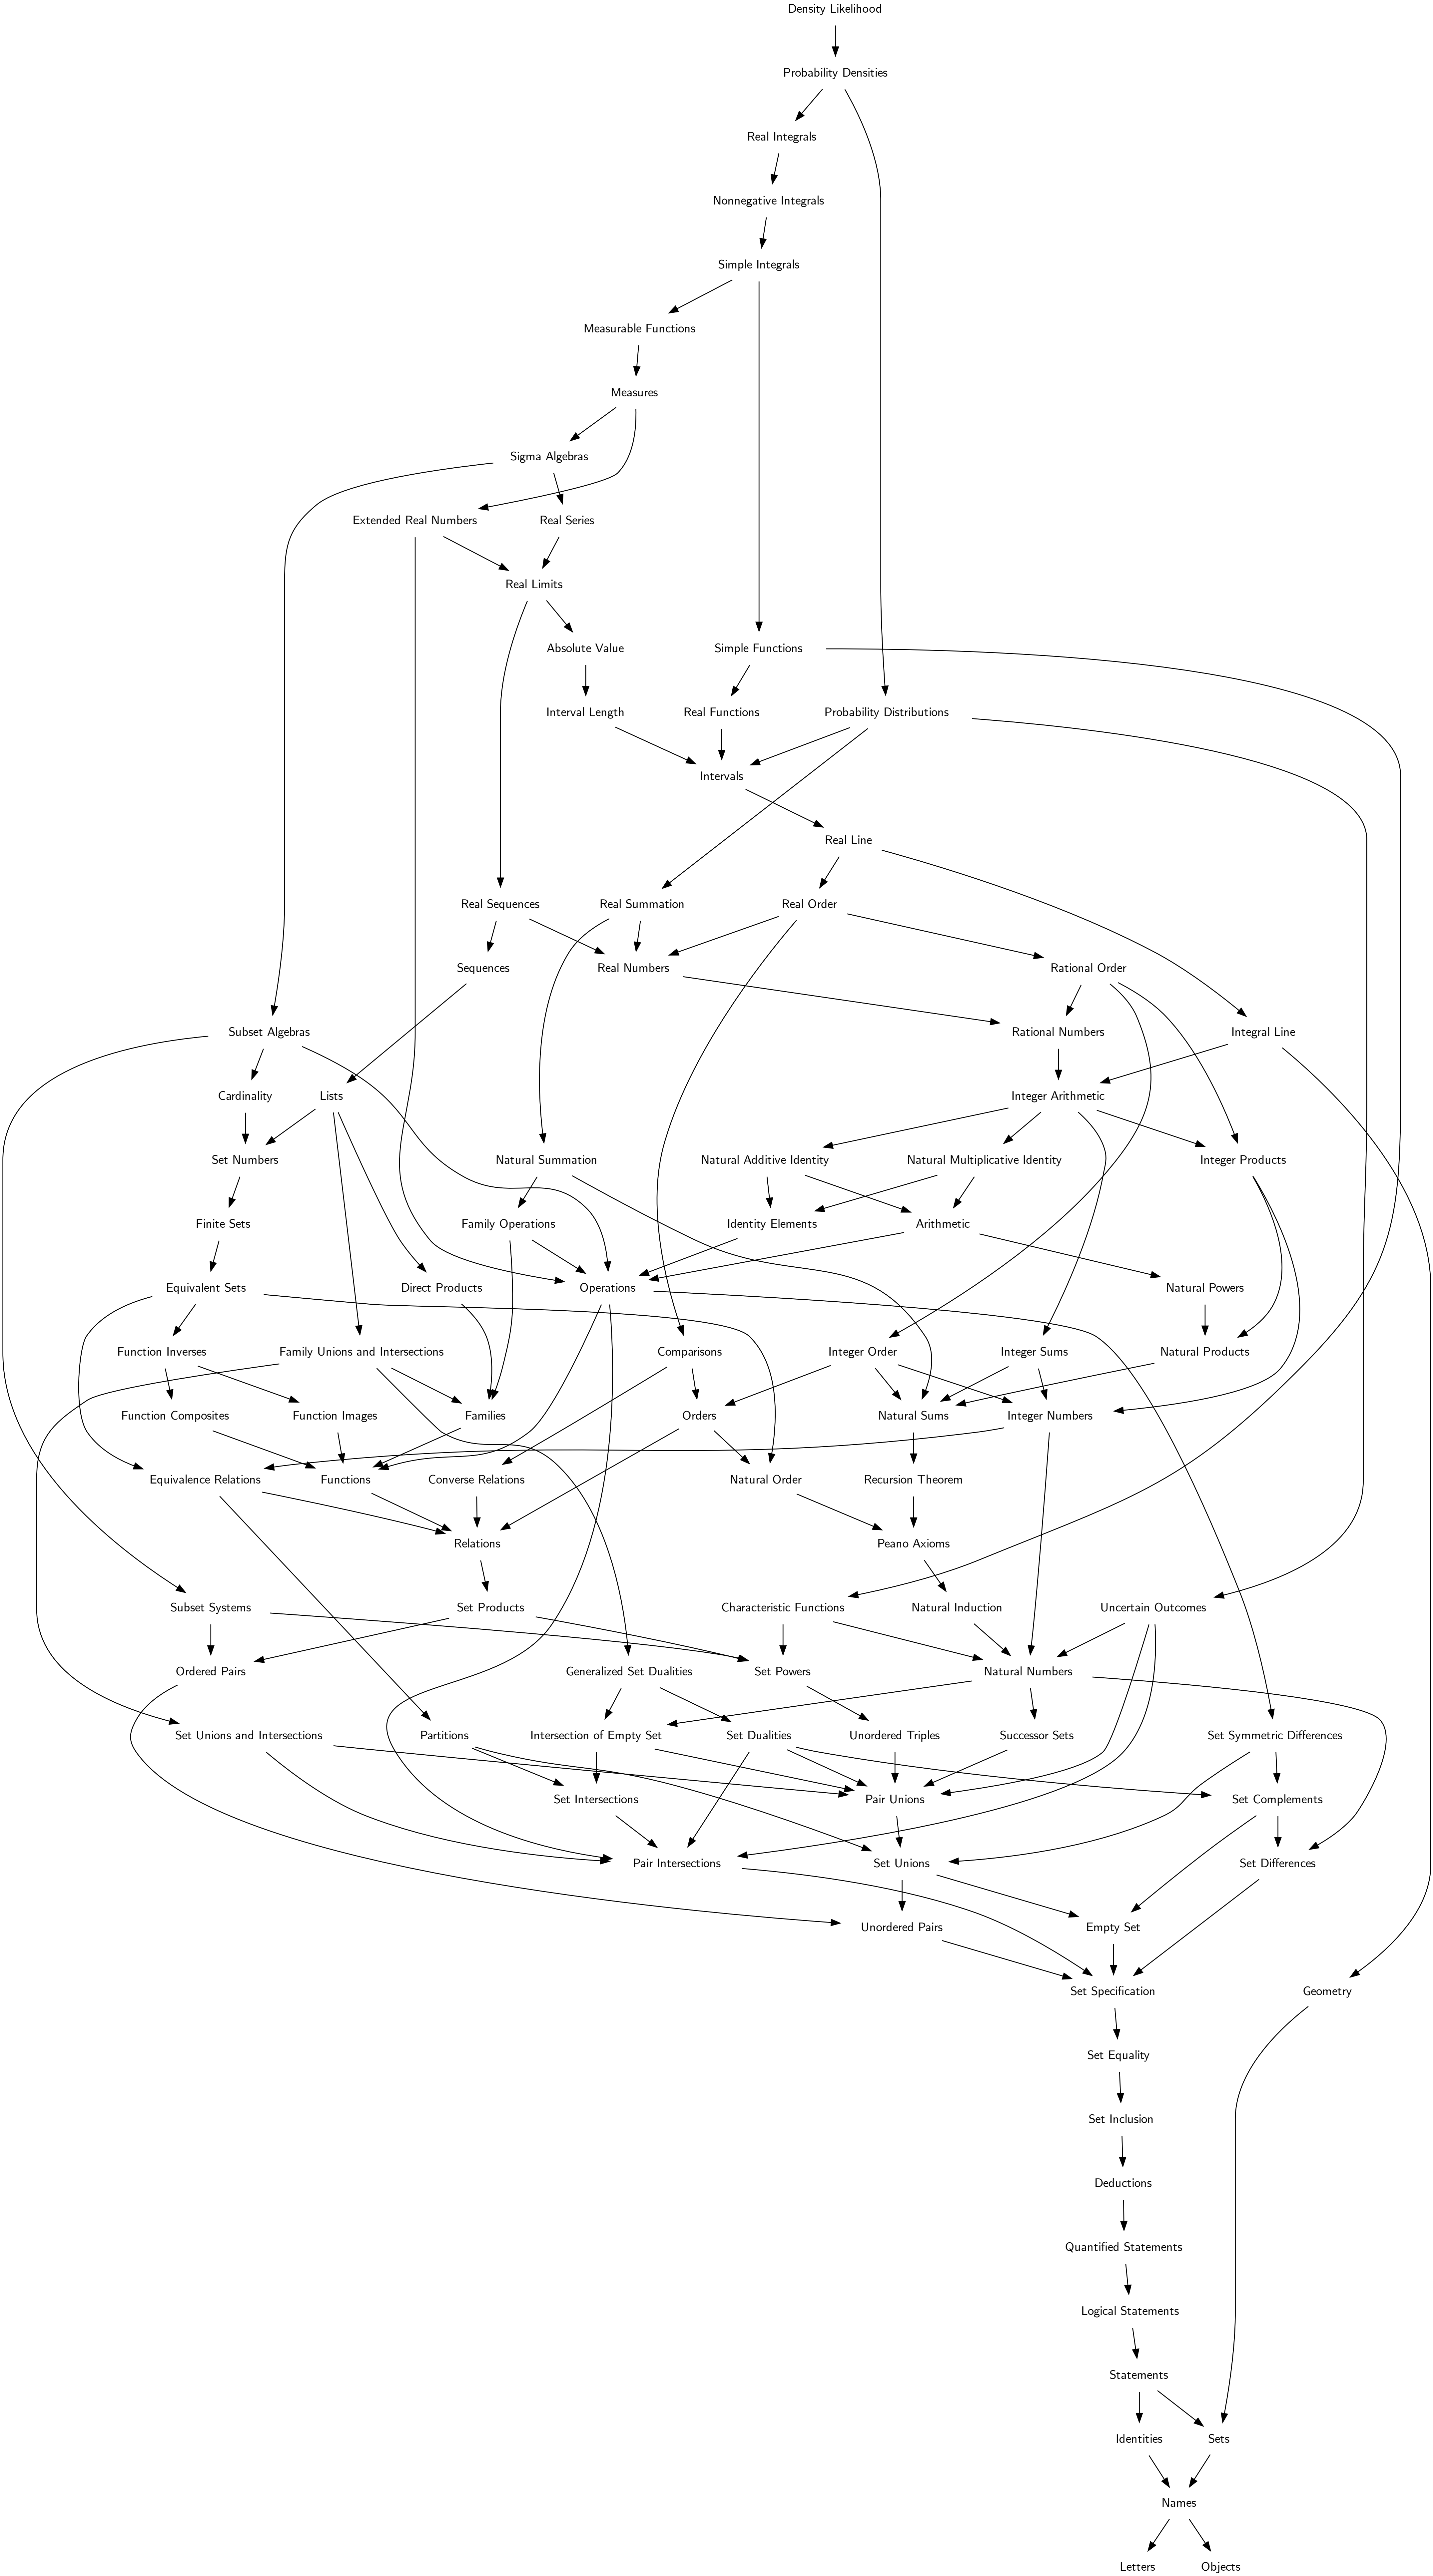 Density Likelihood
Probability Densities
Real Integrals
Nonnegative Integrals
Simple Integrals
Measurable Functions
Measures
Sigma Algebras
Extended Real Numbers
Real Series
Real Limits
Absolute Value
Simple Functions
Interval Length
Real Functions
Probability Distributions
Intervals
Real Line
Real Sequences
Real Summation
Real Order
Sequences
Real Numbers
Rational Order
Subset Algebras
Rational Numbers
Integral Line
Cardinality
Lists
Integer Arithmetic
Set Numbers
Natural Summation
Natural Additive Identity
Natural Multiplicative Identity
Integer Products
Finite Sets
Family Operations
Identity Elements
Arithmetic
Equivalent Sets
Direct Products
Operations
Natural Powers
Function Inverses
Family Unions and Intersections
Comparisons
Integer Order
Integer Sums
Natural Products
Function Composites
Function Images
Families
Orders
Natural Sums
Integer Numbers
Equivalence Relations
Functions
Converse Relations
Natural Order
Recursion Theorem
Relations
Peano Axioms
Subset Systems
Set Products
Characteristic Functions
Natural Induction
Uncertain Outcomes
Ordered Pairs
Generalized Set Dualities
Set Powers
Natural Numbers
Set Unions and Intersections
Partitions
Intersection of Empty Set
Set Dualities
Unordered Triples
Successor Sets
Set Symmetric Differences
Set Intersections
Pair Unions
Set Complements
Pair Intersections
Set Unions
Set Differences
Unordered Pairs
Empty Set
Set Specification
Geometry
Set Equality
Set Inclusion
Deductions
Quantified Statements
Logical Statements
Statements
Identities
Sets
Names
Letters
Objects